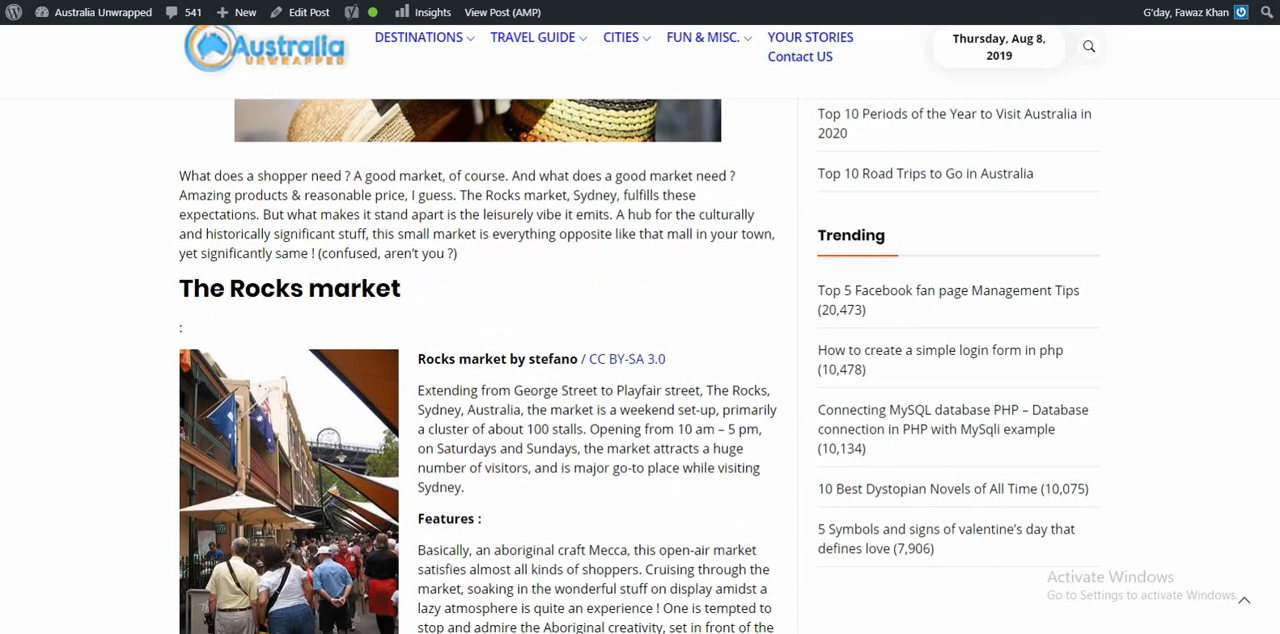 Australia Unwrapped 541 New Edit Post Insights View Post (AMP) G'day, Fawaz Khan
Australia
UNWRAPPED
DESTINATIONS TRAVEL GUIDE CITIES FUN & MISC. YOUR STORIES
Contact US
Thursday, Aug 8,
2019
What does a shopper need ? A good market, of course. And what does a good market need ?
Amazing products & reasonable price, I guess. The Rocks market, Sydney, fulfills these
expectations. But what makes it stand apart is the leisurely vibe it emits. A hub for the culturally
and historically significant stuff, this small market is everything opposite like that mall in your town,
yet significantly same ! (confused, aren't you ?)
The Rocks market
:
Rocks market by stefano / CC BY-SA 3.0
Extending from George Street to Playfair street, The Rocks,
Sydney, Australia, the market is a weekend set-up, primarily
a cluster of about 100 stalls. Opening from 10 am – 5 pm,
on Saturdays and Sundays, the market attracts a huge
number of visitors, and is major go-to place while visiting
Sydney.
Features :
Basically, an aboriginal craft Mecca, this open-air market
satisfies almost all kinds of shoppers. Cruising through the
market, soaking in the wonderful stuff on display amidst a
lazy atmosphere is quite an experience ! One is tempted to
stop and admire the Aboriginal creativity, set in front of the
Top 10 Periods of the Year to Visit Australia in
2020
Top 10 Road Trips to Go in Australia
Trending
Top 5 Facebook fan page Management Tips
(20,473)
How to create a simple login form in php
(10,478)
Connecting MySQL database PHP – Database
connection in PHP with MySQli example
(10,134)
10 Best Dystopian Novels of All Time (10,075)
5 Symbols and signs of valentine's day that
defines love (7,906)
Activate Windows
Go to Settings to activate Windows.